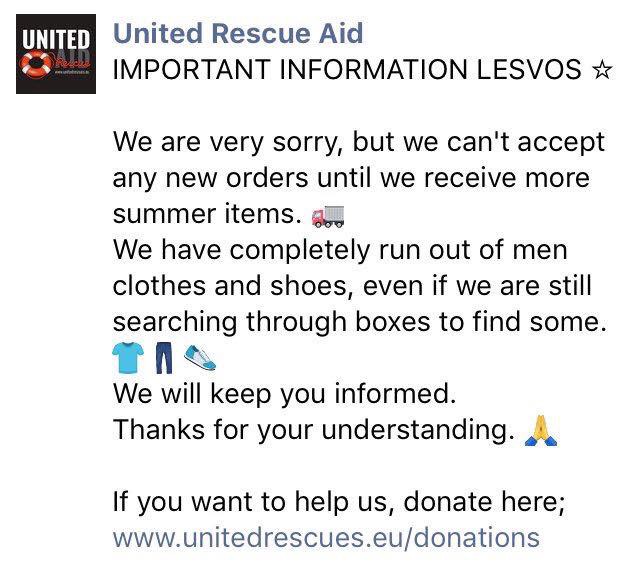 UNITED
AID
Rescue
www.unitedrescues.eu
United Rescue Aid
IMPORTANT INFORMATION LESVOS ☆
We are very sorry, but we can't accept
any new orders until we receive more
summer items. 🚛
We have completely run out of men
clothes and shoes, even if we are still
searching through boxes to find some.
👕👖👟
We will keep you informed.
Thanks for your understanding. 🙏
If you want to help us, donate here;
www.unitedrescues.eu/donations